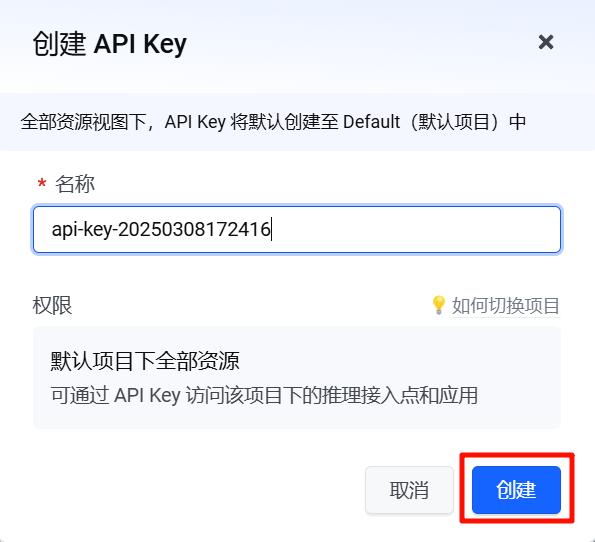 创建 API Key
全部资源视图下，API Key 将默认创建至 Default（默认项目）中
* 名称
api-key-20250308172416
权限
如何切换项目
默认项目下全部资源
可通过 API Key 访问该项目下的推理接入点和应用
取消
创建